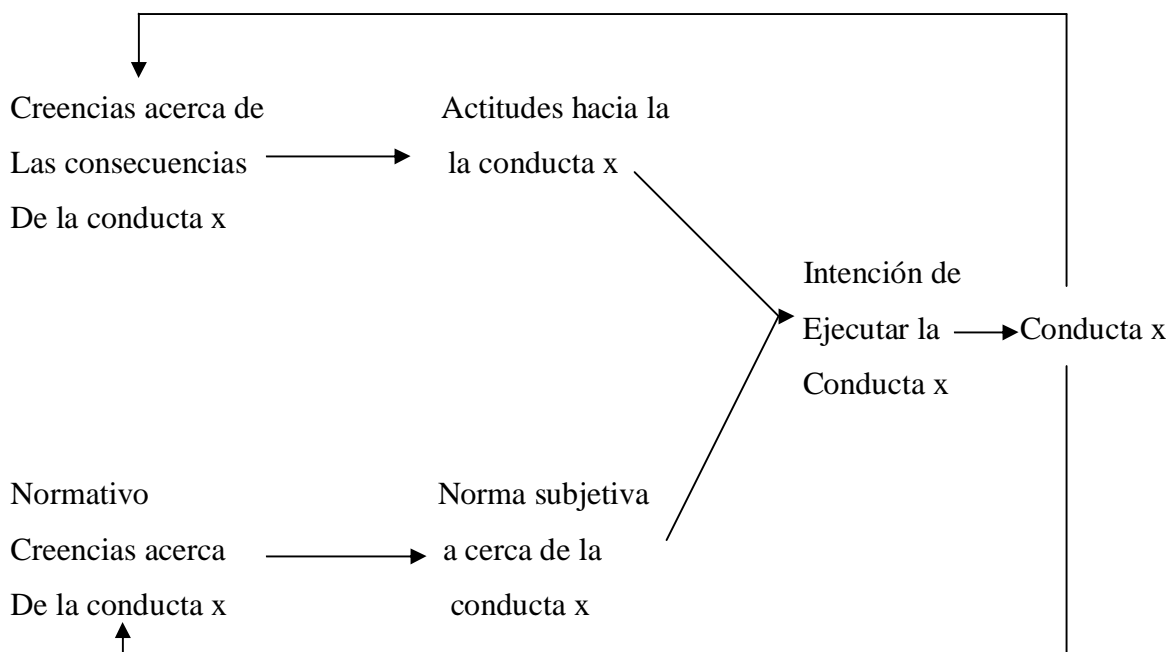 Creencias acerca de
Las consecuencias
De la conducta x
Actitudes hacia la
la conducta x
Intención de
Ejecutar la
Conducta x
Conducta x
Normativo
Creencias acerca
De la conducta x
Norma subjetiva
a cerca de la
conducta x